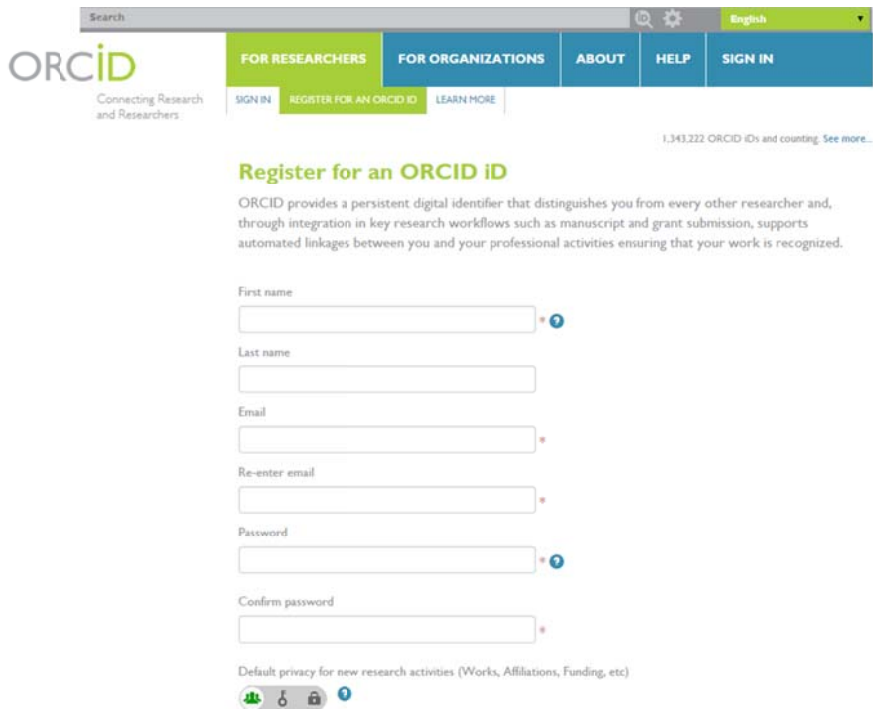 Search
English
ORCID
Connecting Research
and Researchers
FOR RESEARCHERS
FOR ORGANIZATIONS
ABOUT
HELP
SIGN IN
SIGN IN
REGISTER FOR AN ORCID ID
LEARN MORE
1,343,222 ORCID iDs and counting. See more...
Register for an ORCID iD
ORCID provides a persistent digital identifier that distinguishes you from every other researcher and,
through integration in key research workflows such as manuscript and grant submission, supports
automated linkages between you and your professional activities ensuring that your work is recognized.
First name
* ?
Last name
Email
*
Re-enter email
*
Password
* ?
Confirm password
*
Default privacy for new research activities (Works, Affiliations, Funding, etc)
?